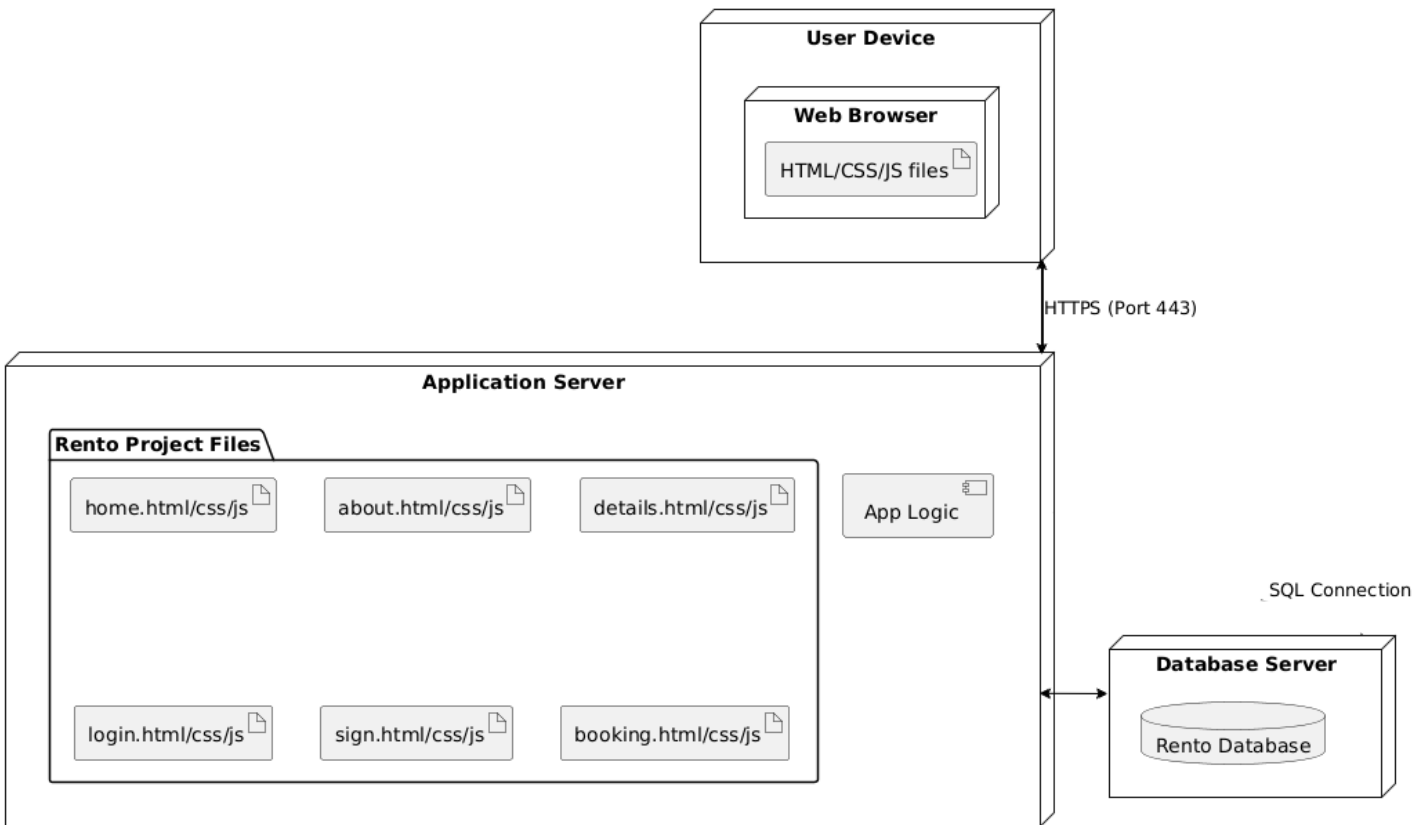 User Device
Web Browser
HTML/CSS/JS files
HTTPS (Port 443)
Application Server
Rento Project Files
home.html/css/js
about.html/css/js
details.html/css/js
App Logic
login.html/css/js
sign.html/css/js
booking.html/css/js
SQL Connection
Database Server
Rento Database